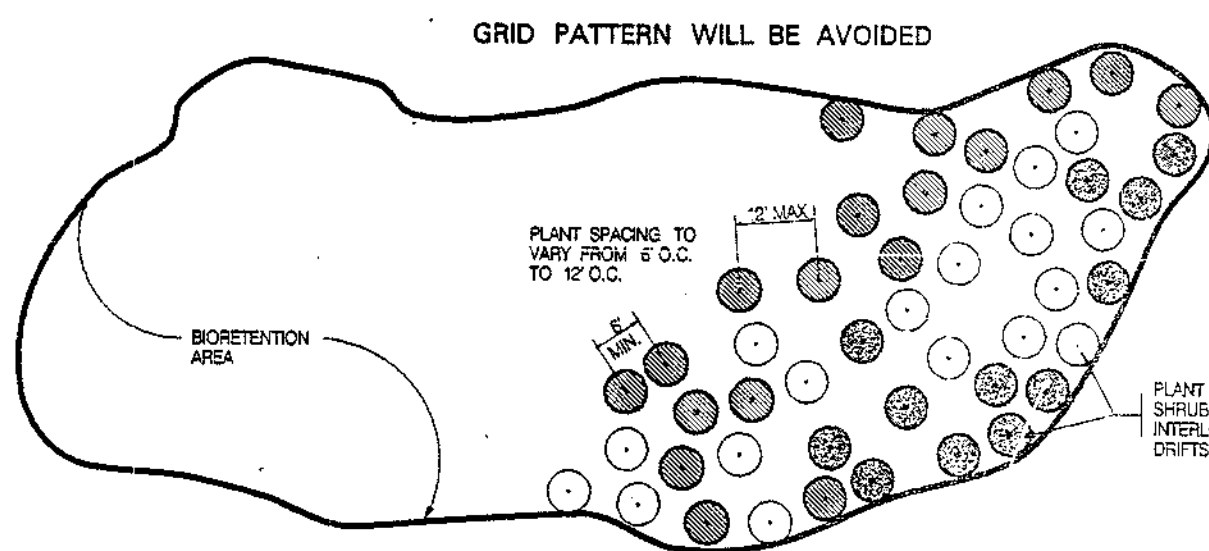 GRID PATTERN WILL BE AVOIDED
12' MAX
PLANT SPACING TO
VARY FROM 6' O.C.
TO 12' O.C.
6'
MIN.
BIORETENTION
AREA
PLANT
SHRUB
INTERL
DRIFTS